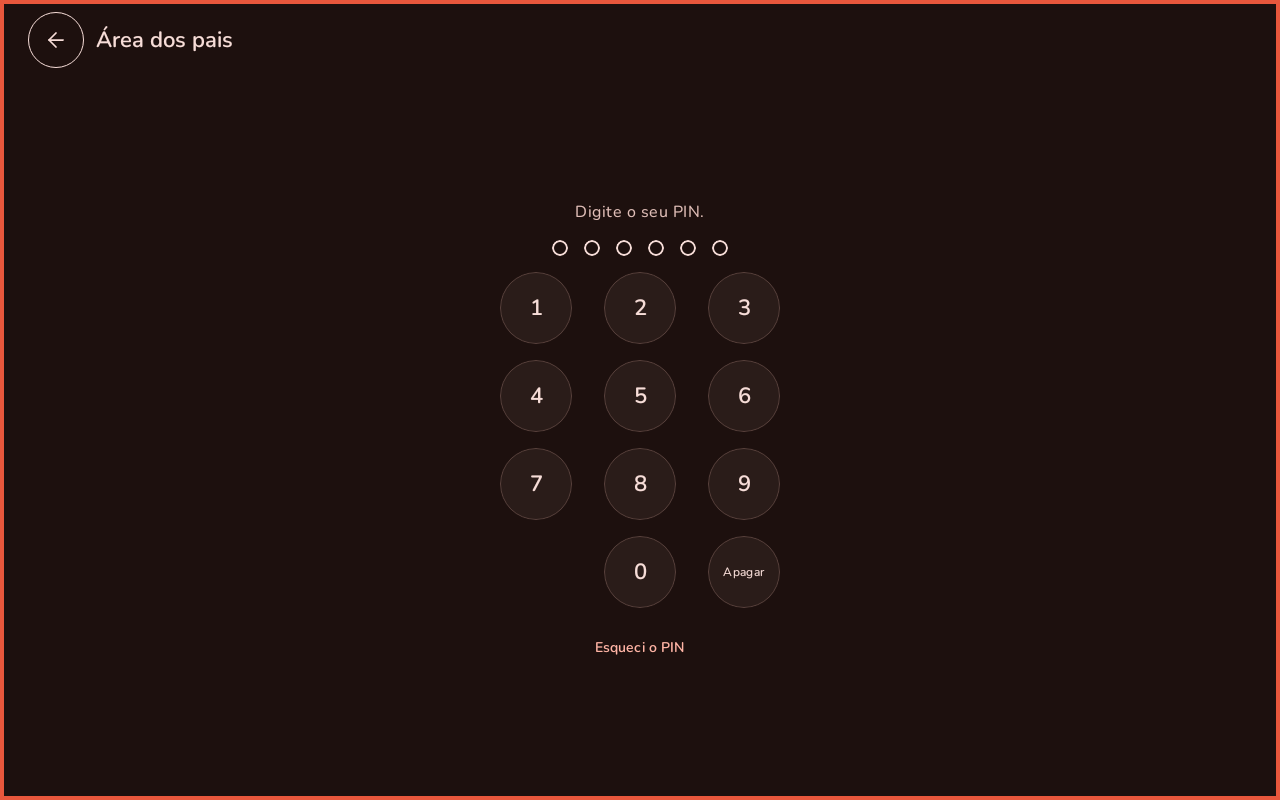 Área dos pais
Digite o seu PIN.
1 2 3
4 5 6
7 8 9
0 Apagar
Esqueci o PIN